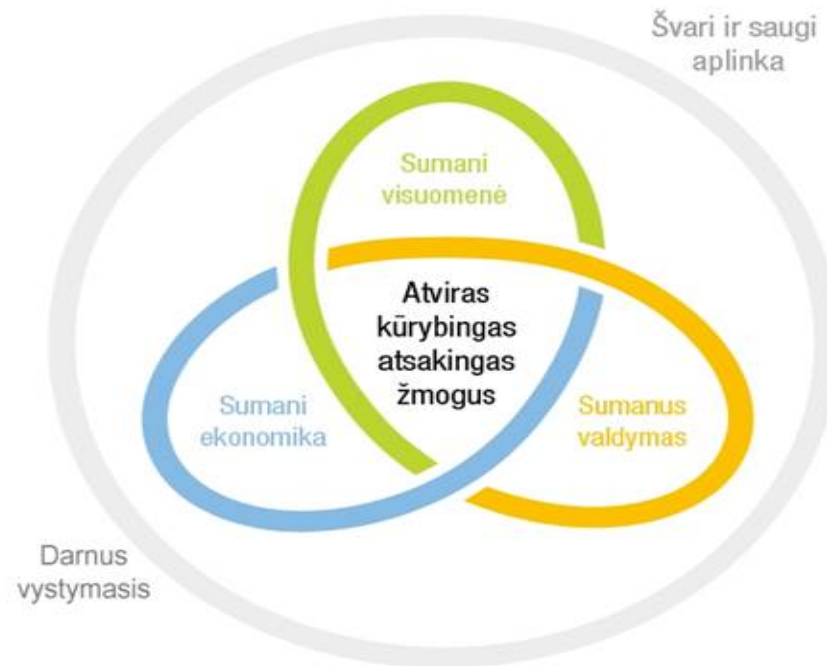 Švari ir saugi
aplinka
Sumani
visuomenė
Atviras
kūrybingas
atsakingas
žmogus
Sumani
ekonomika
Sumanus
valdymas
Darnus
vystymasis